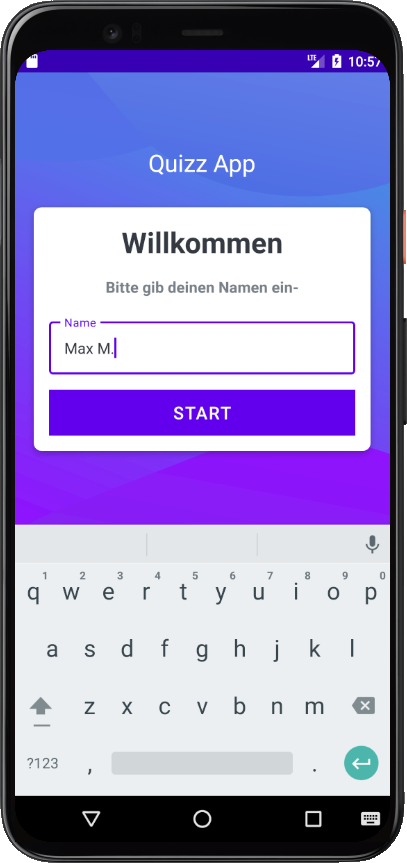 LTE 10:57
Quizz App
Willkommen
Bitte gib deinen Namen ein-
Name
Max M.
START
1 2 3 4 5 6 7 8 9 0
q w e r t y u i o p
a s d f g h j k l
z x c v b n m
?123 , .